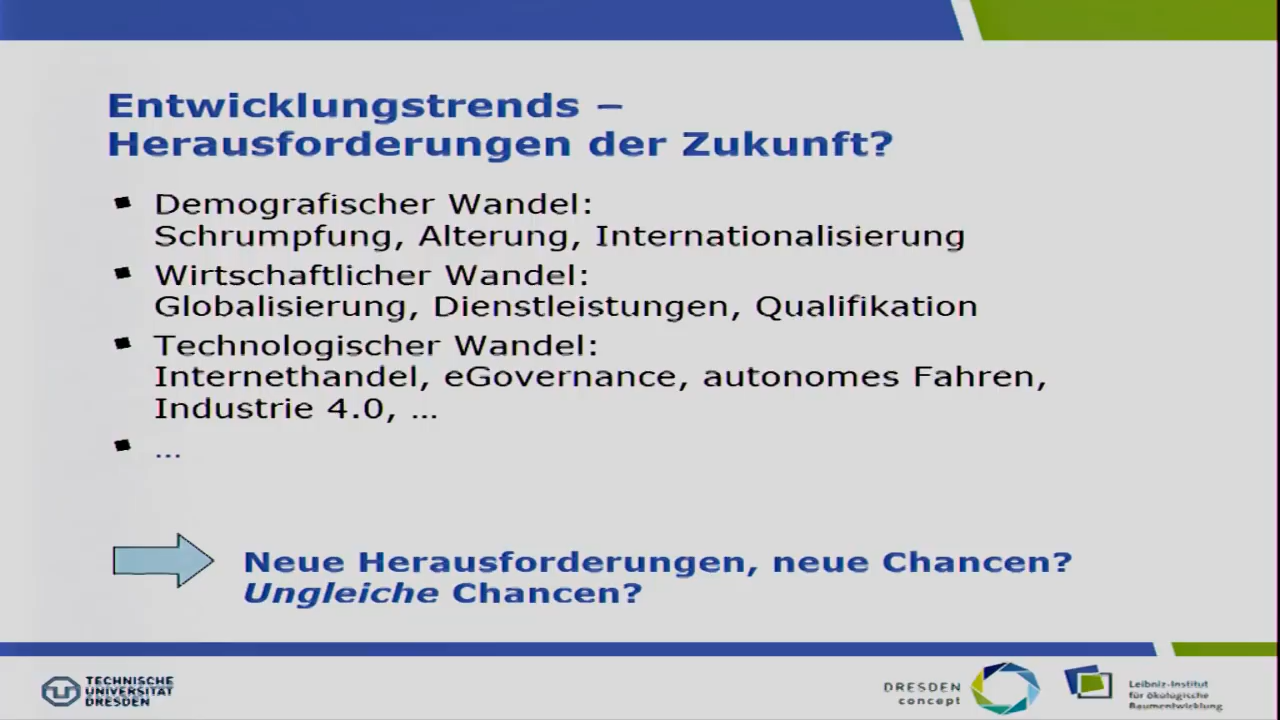 Entwicklungstrends –
Herausforderungen der Zukunft?
▪ Demografischer Wandel:
Schrumpfung, Alterung, Internationalisierung
▪ Wirtschaftlicher Wandel:
Globalisierung, Dienstleistungen, Qualifikation
▪ Technologischer Wandel:
Internethandel, eGovernance, autonomes Fahren,
Industrie 4.0, ...
▪ ...
Neue Herausforderungen, neue Chancen?
Ungleiche Chancen?
TECHNISCHE
UNIVERSITÄT
DRESDEN
DRESDEN
concept
Leibniz-Institut
für ökologische
Raumentwicklung